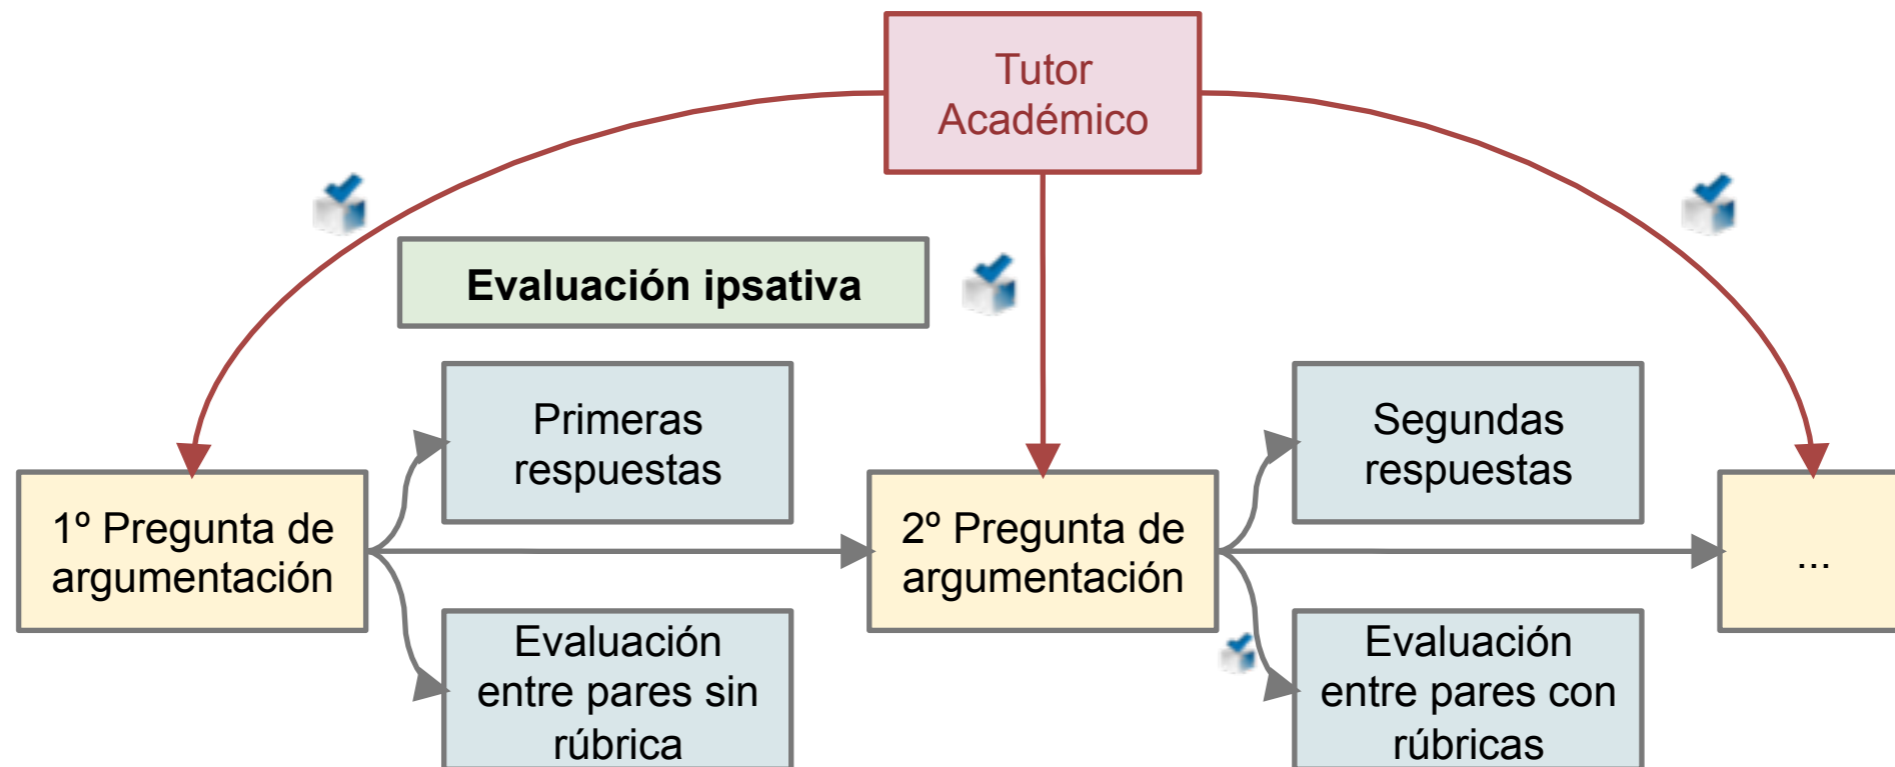 Tutor
Académico
Evaluación ipsativa
Primeras
respuestas
Segundas
respuestas
1º Pregunta de
argumentación
2º Pregunta de
argumentación
...
Evaluación
entre pares sin
rúbrica
Evaluación
entre pares con
rúbricas